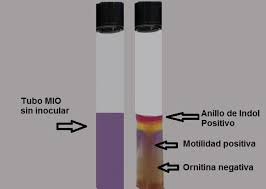 Tubo MIO
sin inocular
Anillo de Indol
Positivo
Motilidad positiva
Ornitina negativa